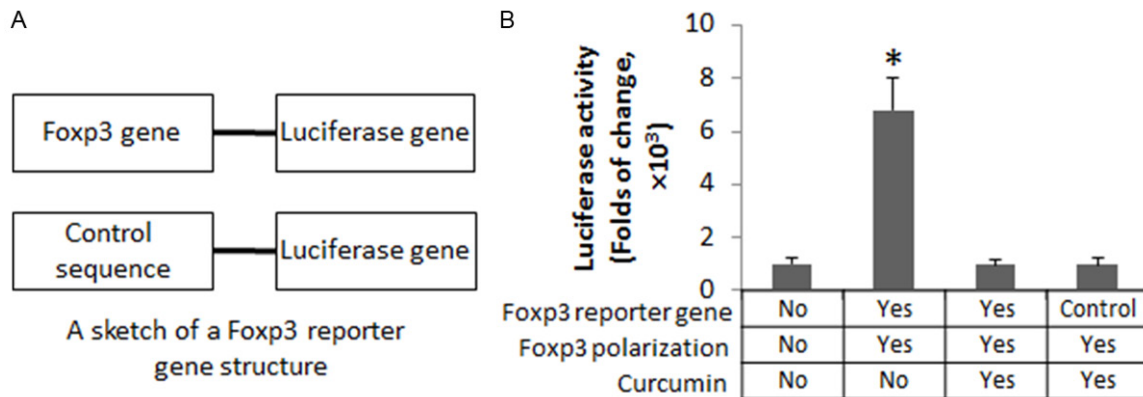 A
Foxp3 gene
Luciferase gene
Control
sequence
Luciferase gene
A sketch of a Foxp3 reporter
gene structure
B
Luciferase activity
(Folds of change,
×10³)
10
8
6
4
2
0
*
Foxp3 reporter gene No Yes Yes Control
Foxp3 polarization No Yes Yes Yes
Curcumin No No Yes Yes